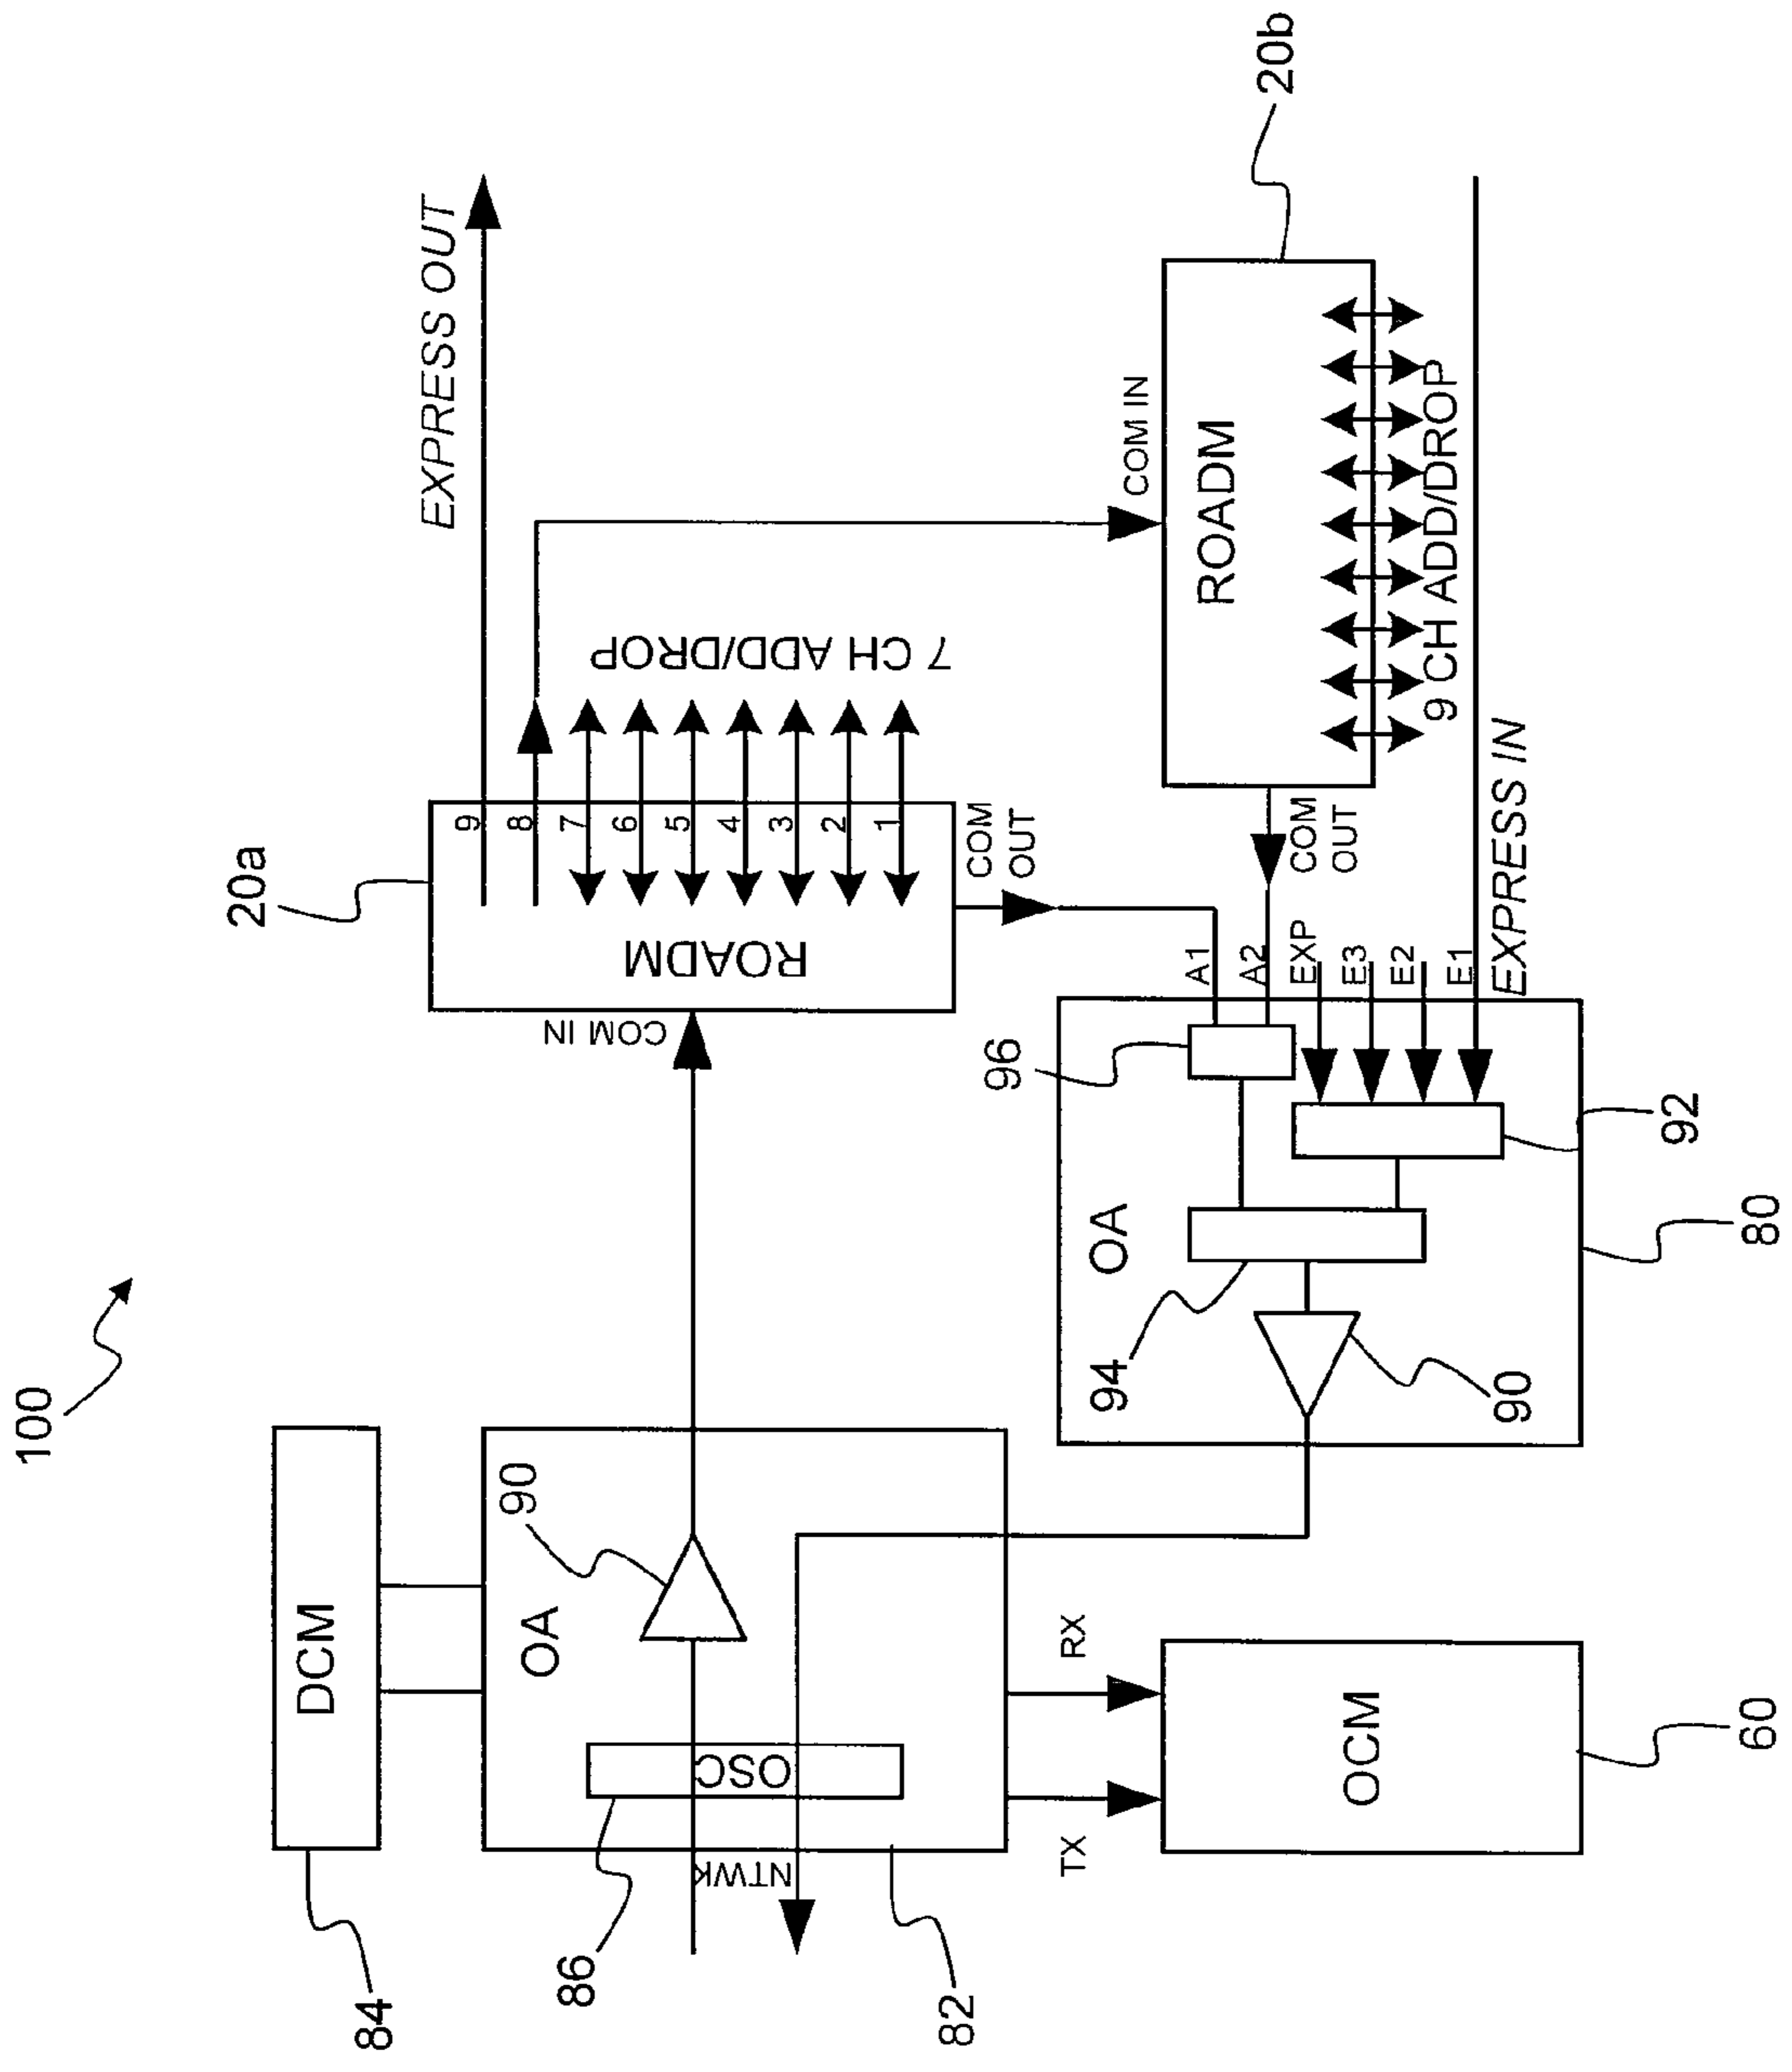 100
84
DCM
86
NTWK
82
OSC
OA
90
TX
RX
OCM
60
20a
COM IN
ROADM
9
8
7
6
5
4
3
2
1
7 CH ADD/DROP
COM
OUT
EXPRESS OUT
COM IN
ROADM
20b
9 CH ADD/DROP
COM
OUT
EXPRESS IN
A1
A2
EXP
E3
E2
E1
96
92
94
OA
90
80